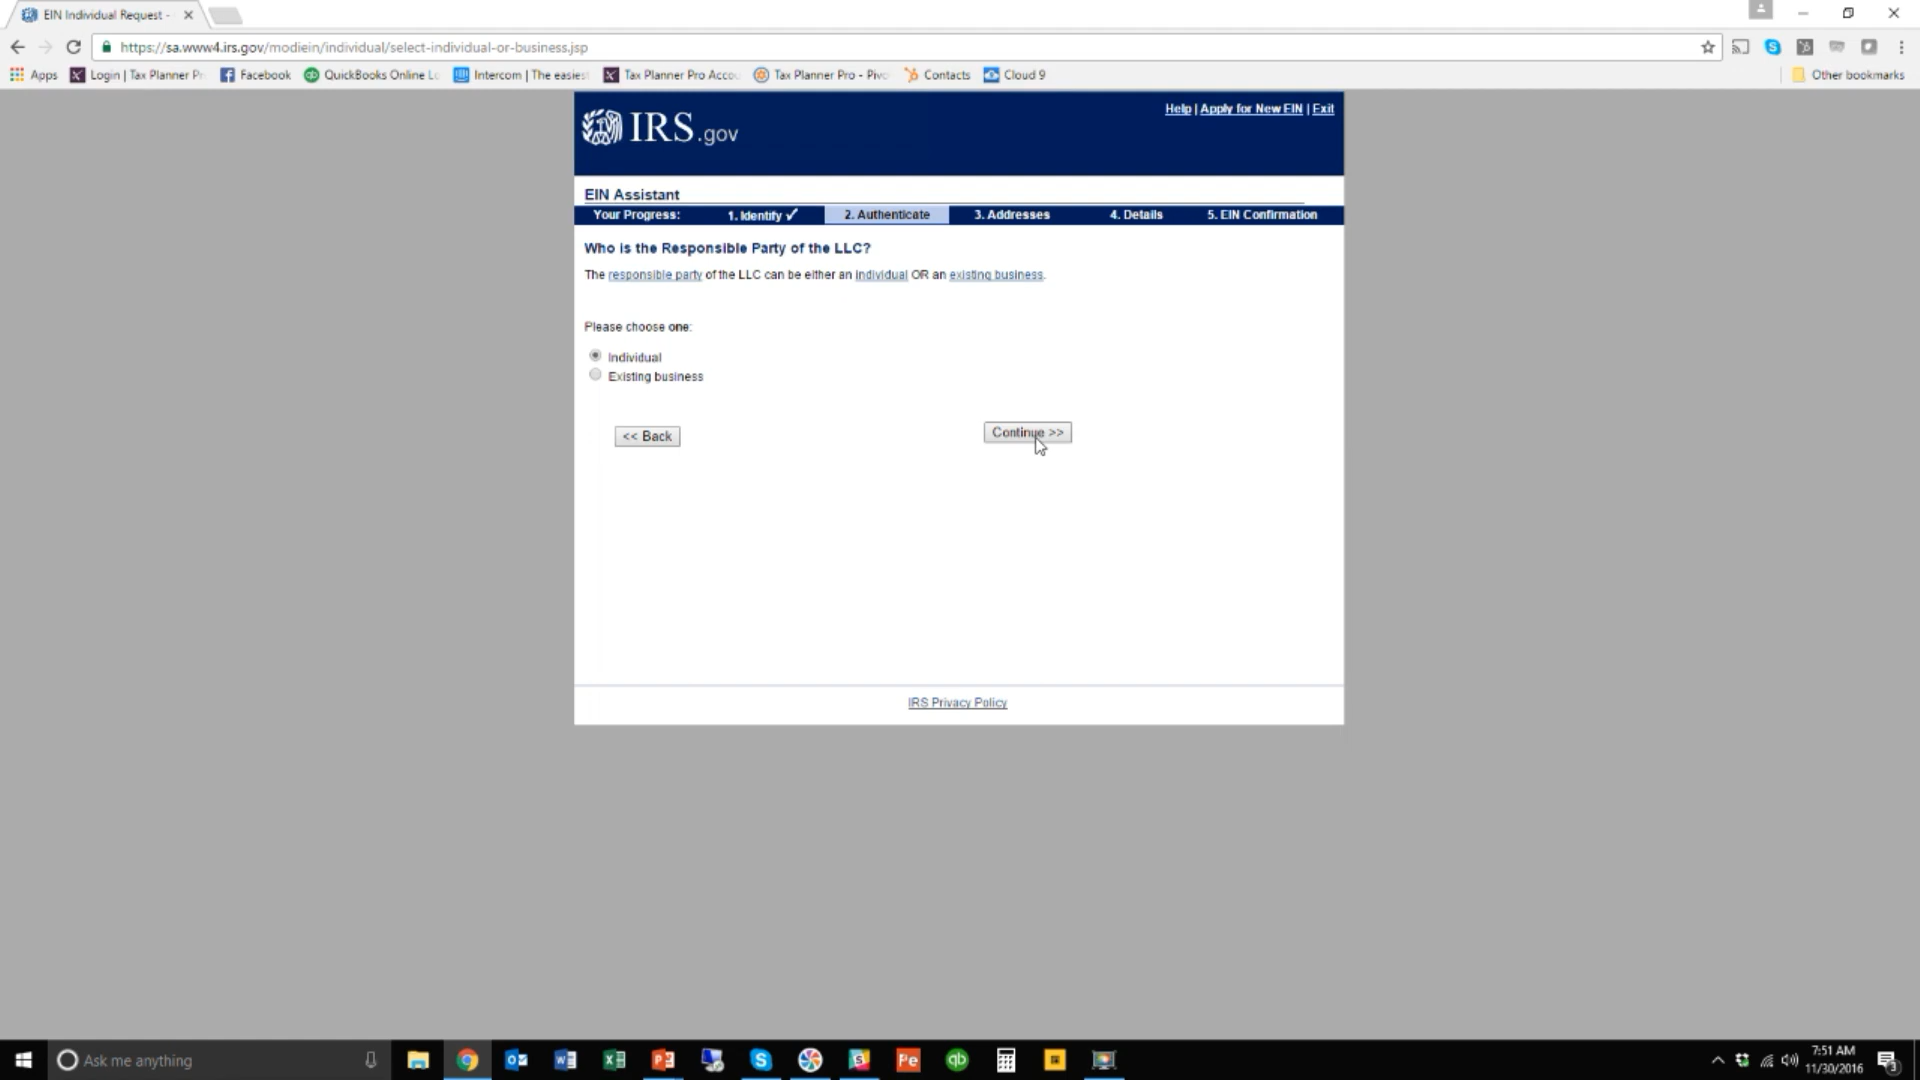 EIN Individual Request -
https://sa.www4.irs.gov/modiein/individual/select-individual-or-business.jsp
Apps Login | Tax Planner Pr Facebook QuickBooks Online Lo Intercom | The easies Tax Planner Pro Acco Tax Planner Pro - Pivo Contacts Cloud 9 Other bookmarks
Help | Apply for New EIN | Exit
IRS.gov
EIN Assistant
Your Progress: 1. Identify ✓ 2. Authenticate 3. Addresses 4. Details 5. EIN Confirmation
Who is the Responsible Party of the LLC?
The responsible party of the LLC can be either an individual OR an existing business.
Please choose one:
Individual
Existing business
<< Back Continue >>
IRS Privacy Policy
Ask me anything
7:51 AM
11/30/2016